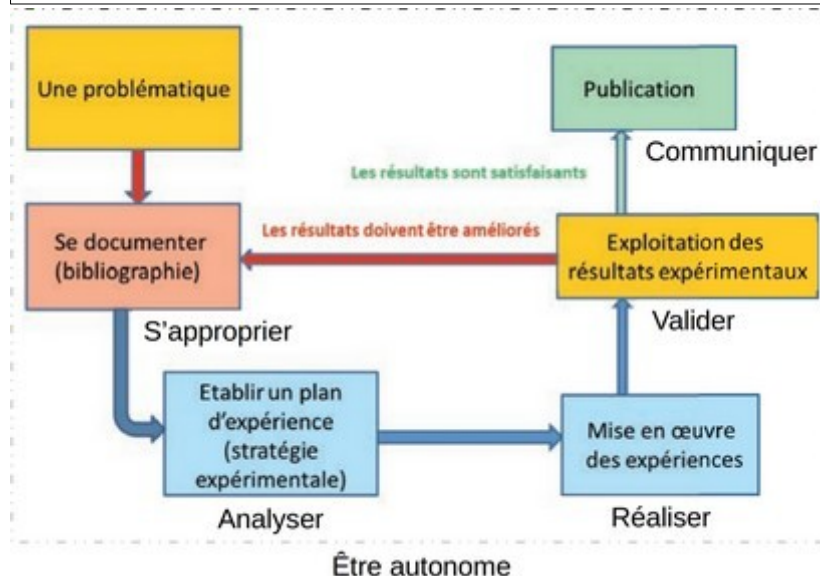 Une problématique
Publication
Communiquer
Les résultats sont satisfaisants
Se documenter
(bibliographie)
Les résultats doivent être améliorés
Exploitation des
résultats expérimentaux
S'approprier
Valider
Etablir un plan
d'expérience
(stratégie
expérimentale)
Mise en œuvre
des expériences
Analyser
Réaliser
Être autonome